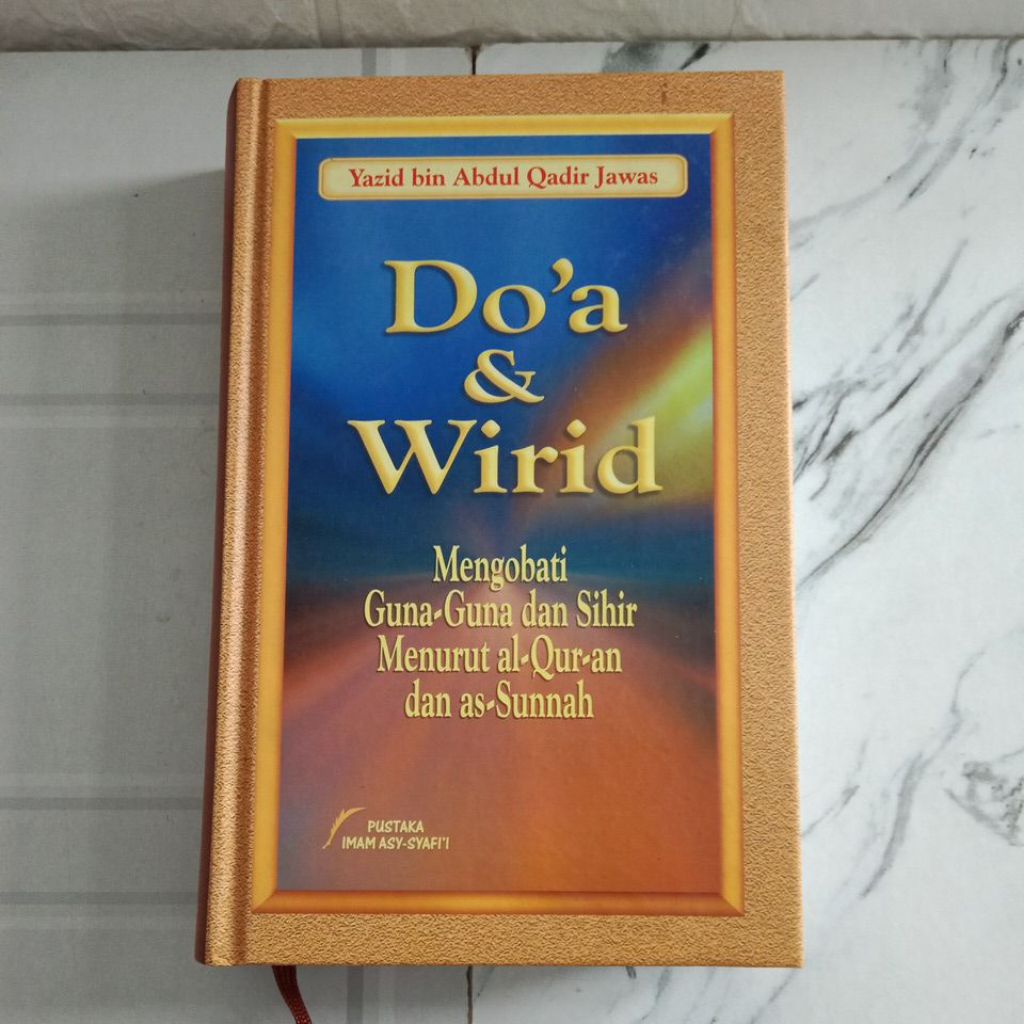 Yazid bin Abdul Qadir Jawas
Do'a
&
Wirid
Mengobati
Guna-Guna dan Sihir
Menurut al-Qur-an
dan as-Sunnah
PUSTAKA
IMAM ASY-SYAFI'I